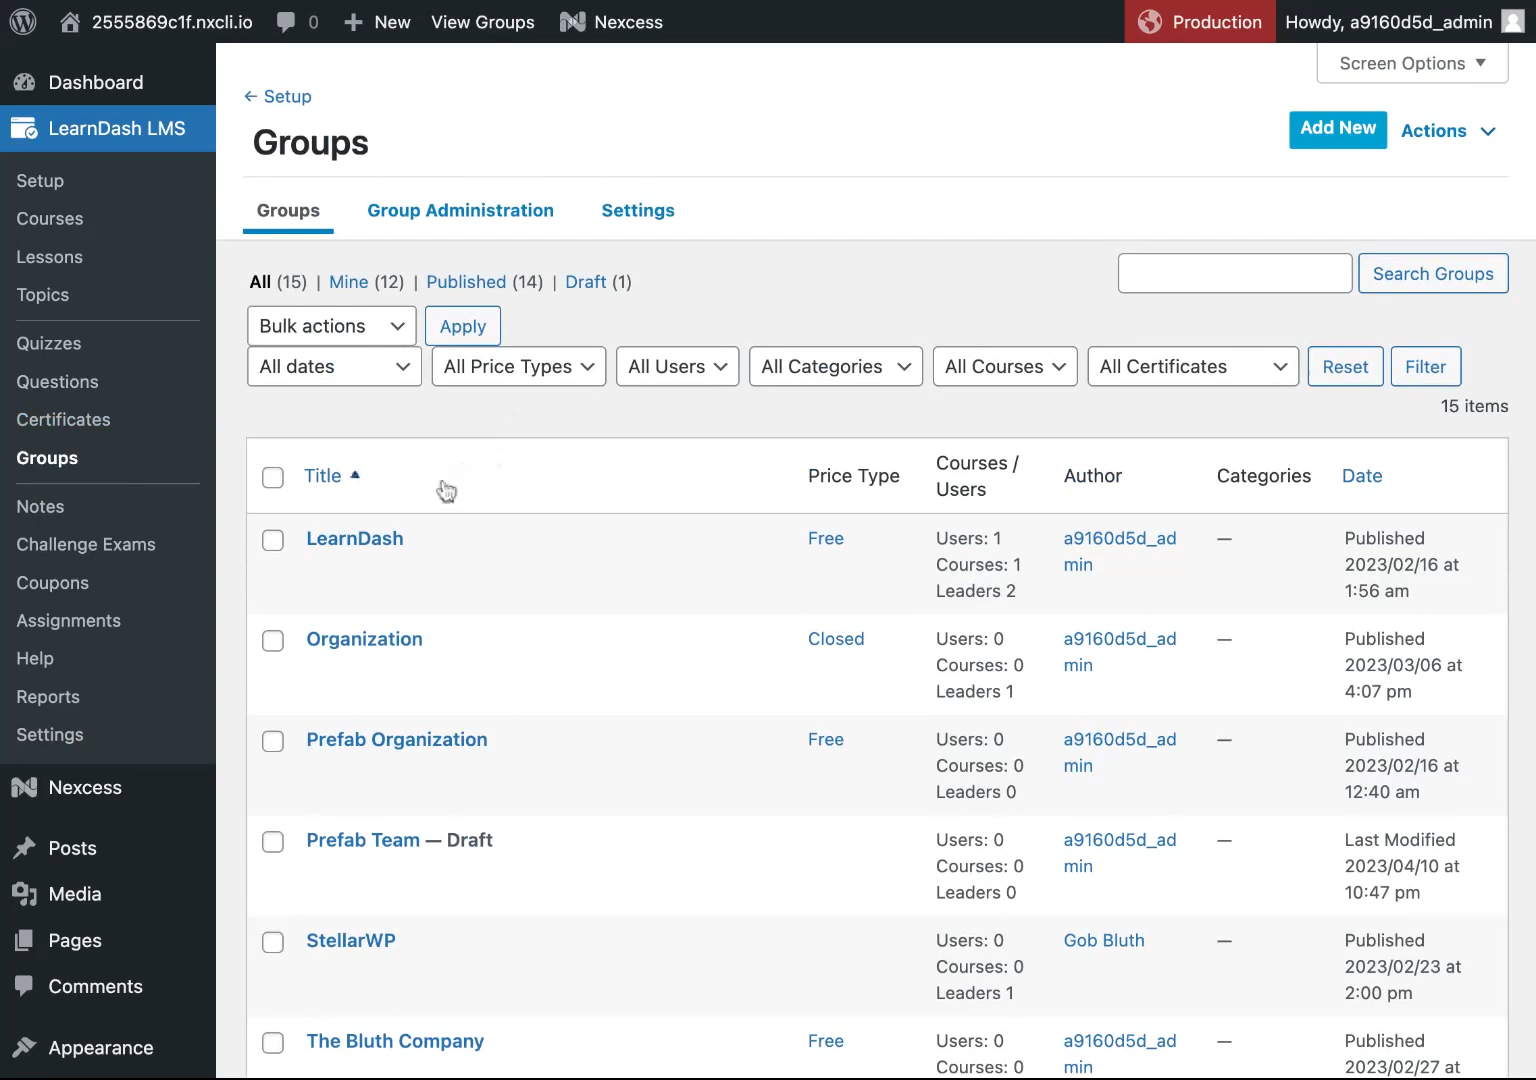 2555869c1f.nxcli.io 0 New View Groups Nexcess Production Howdy, a9160d5d_admin
Screen Options ▼
Dashboard
LearnDash LMS
Setup
Courses
Lessons
Topics
Quizzes
Questions
Certificates
Groups
Notes
Challenge Exams
Coupons
Assignments
Help
Reports
Settings
Nexcess
Posts
Media
Pages
Comments
Appearance
← Setup
Groups
Add New Actions
Groups Group Administration Settings
All (15) | Mine (12) | Published (14) | Draft (1)
Search Groups
Bulk actions Apply
All dates All Price Types All Users All Categories All Courses All Certificates Reset Filter
15 items
Title ▲ Price Type Courses / Users Author Categories Date
LearnDash Free Users: 1 a9160d5d_ad — Published
Courses: 1 min 2023/02/16 at
Leaders 2 1:56 am
Organization Closed Users: 0 a9160d5d_ad — Published
Courses: 0 min 2023/03/06 at
Leaders 1 4:07 pm
Prefab Organization Free Users: 0 a9160d5d_ad — Published
Courses: 0 min 2023/02/16 at
Leaders 0 12:40 am
Prefab Team — Draft Users: 0 a9160d5d_ad — Last Modified
Courses: 0 min 2023/04/10 at
Leaders 0 10:47 pm
StellarWP Users: 0 Gob Bluth — Published
Courses: 0 2023/02/23 at
Leaders 1 2:00 pm
The Bluth Company Free Users: 0 a9160d5d_ad — Published
Courses: 0 min 2023/02/27 at